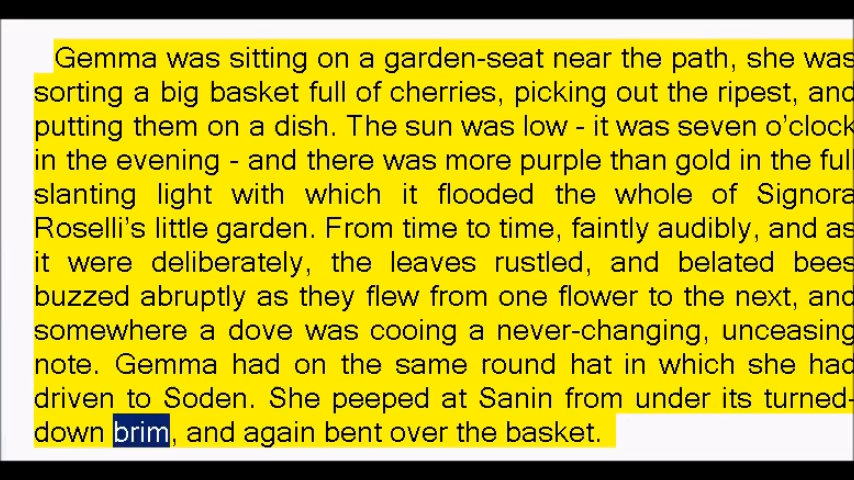 Gemma was sitting on a garden-seat near the path, she was
sorting a big basket full of cherries, picking out the ripest, and
putting them on a dish. The sun was low - it was seven o’clock
in the evening - and there was more purple than gold in the full
slanting light with which it flooded the whole of Signora
Roselli’s little garden. From time to time, faintly audibly, and as
it were deliberately, the leaves rustled, and belated bees
buzzed abruptly as they flew from one flower to the next, and
somewhere a dove was cooing a never-changing, unceasing
note. Gemma had on the same round hat in which she had
driven to Soden. She peeped at Sanin from under its turned-
down brim, and again bent over the basket.